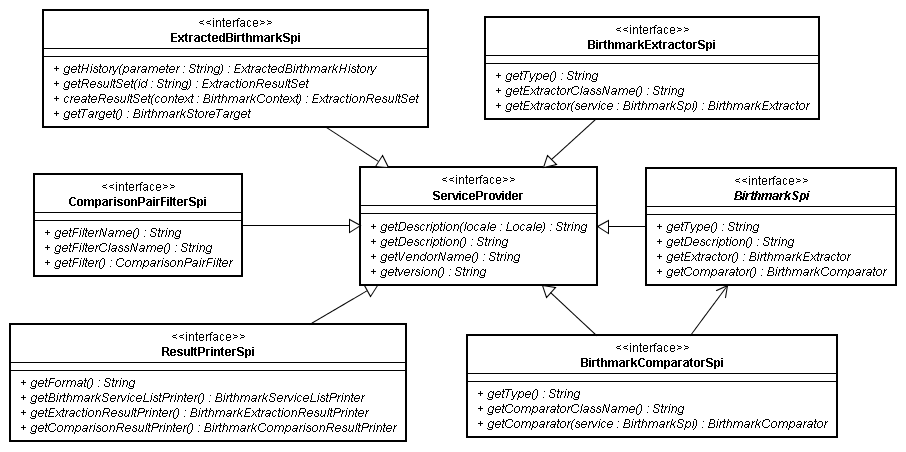 <<interface>>
ExtractedBirthmarkSpi
+ getHistory(parameter : String) : ExtractedBirthmarkHistory
+ getResultSet(id : String) : ExtractionResultSet
+ createResultSet(context : BirthmarkContext) : ExtractionResultSet
+ getTarget() : BirthmarkStoreTarget
<<interface>>
BirthmarkExtractorSpi
+ getType() : String
+ getExtractorClassName() : String
+ getExtractor(service : BirthmarkSpi) : BirthmarkExtractor
<<interface>>
ComparisonPairFilterSpi
+ getFilterName() : String
+ getFilterClassName() : String
+ getFilter() : ComparisonPairFilter
<<interface>>
ServiceProvider
+ getDescription(locale : Locale) : String
+ getDescription() : String
+ getVendorName() : String
+ getversion() : String
<<interface>>
BirthmarkSpi
+ getType() : String
+ getDescription() : String
+ getExtractor() : BirthmarkExtractor
+ getComparator() : BirthmarkComparator
<<interface>>
ResultPrinterSpi
+ getFormat() : String
+ getBirthmarkServiceListPrinter() : BirthmarkServiceListPrinter
+ getExtractionResultPrinter() : BirthmarkExtractionResultPrinter
+ getComparisonResultPrinter() : BirthmarkComparisonResultPrinter
<<interface>>
BirthmarkComparatorSpi
+ getType() : String
+ getComparatorClassName() : String
+ getComparator(service : BirthmarkSpi) : BirthmarkComparator